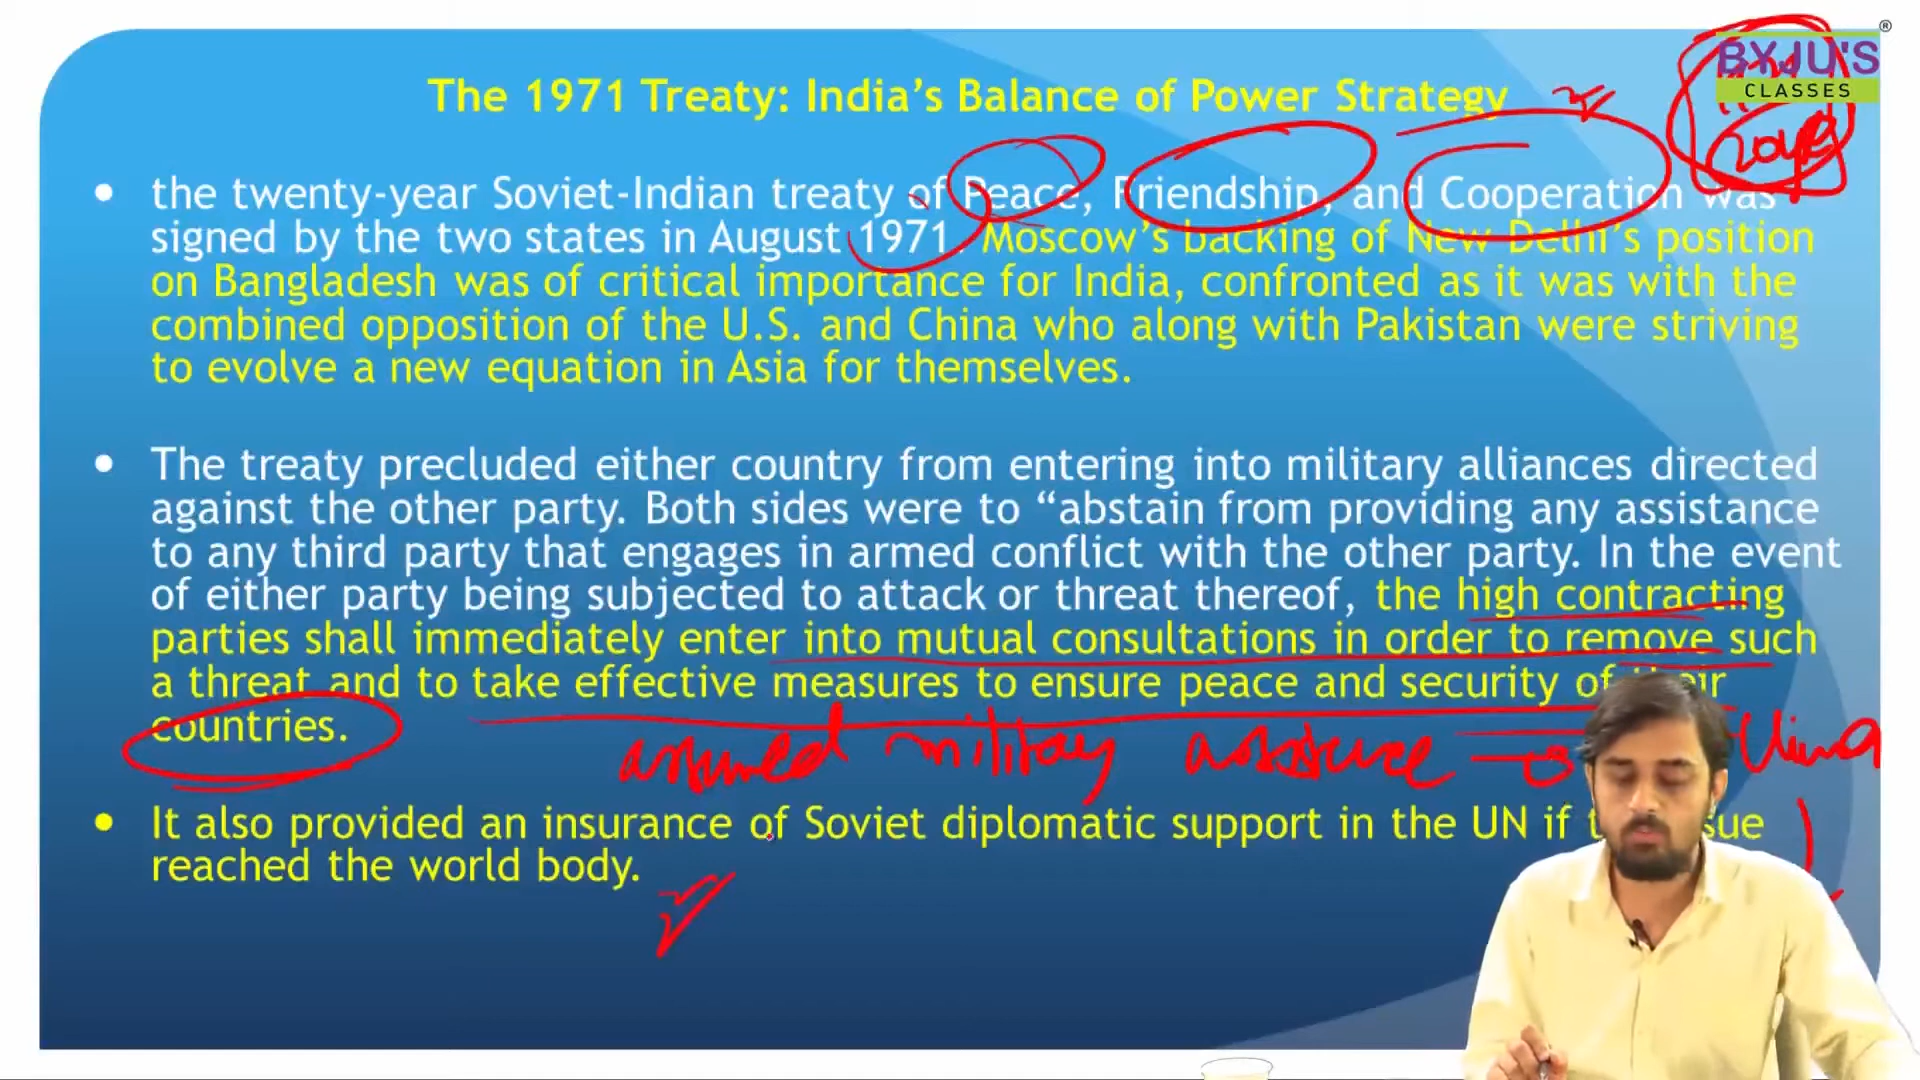 BYJU'S
CLASSES
The 1971 Treaty: India’s Balance of Power Strategy
20yr
• the twenty-year Soviet-Indian treaty of Peace, Friendship, and Cooperation was
signed by the two states in August 1971. Moscow’s backing of New Delhi’s position
on Bangladesh was of critical importance for India, confronted as it was with the
combined opposition of the U.S. and China who along with Pakistan were striving
to evolve a new equation in Asia for themselves.
• The treaty precluded either country from entering into military alliances directed
against the other party. Both sides were to “abstain from providing any assistance
to any third party that engages in armed conflict with the other party. In the event
of either party being subjected to attack or threat thereof, the high contracting
parties shall immediately enter into mutual consultations in order to remove such
a threat and to take effective measures to ensure peace and security of their
countries.
assumed military assistance China
• It also provided an insurance of Soviet diplomatic support in the UN if
reached the world body.